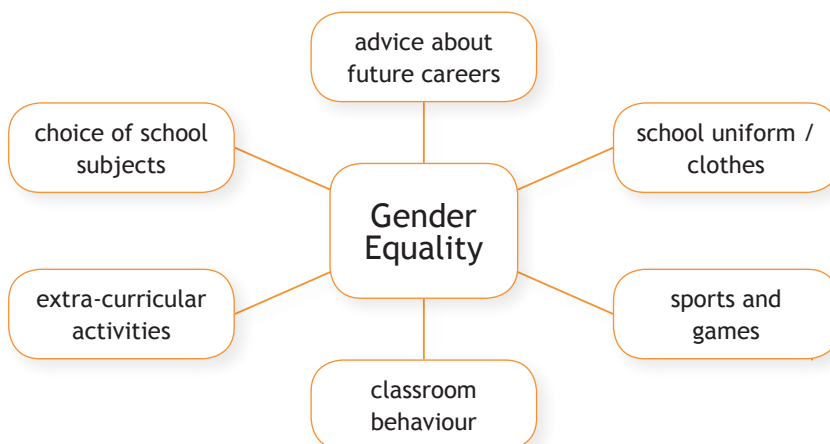 advice about
future careers
choice of school
subjects
school uniform /
clothes
Gender
Equality
extra-curricular
activities
sports and
games
classroom
behaviour